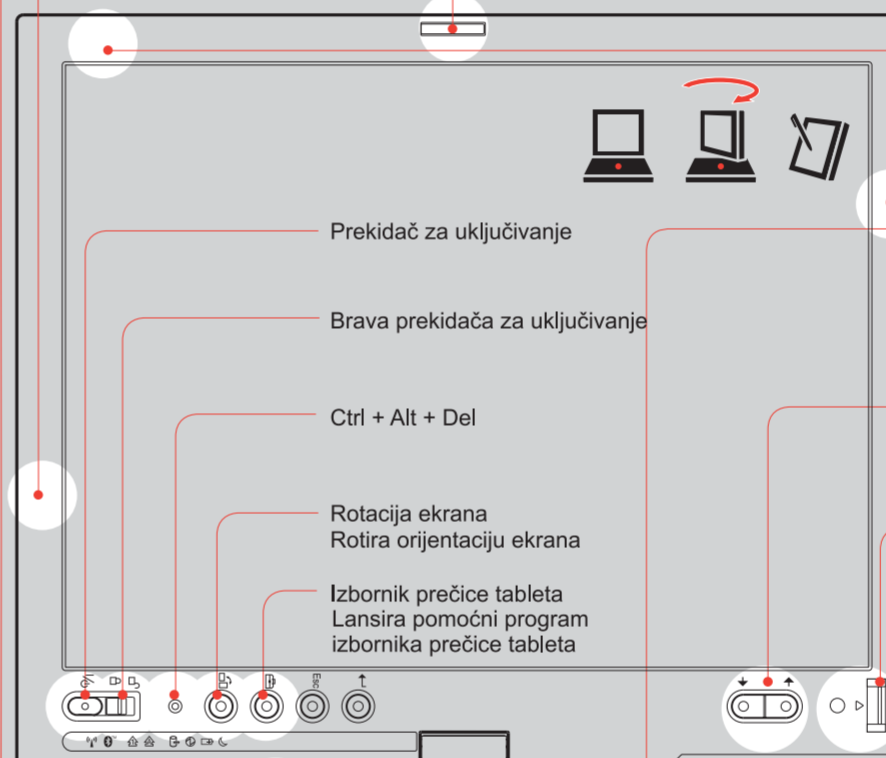 Prekidač za uključivanje
Brava prekidača za uključivanje
Ctrl + Alt + Del
Rotacija ekrana
Rotira orijentaciju ekrana
Izbornik prečice tableta
Lansira pomoćni program
izbornika prečice tableta
Esc